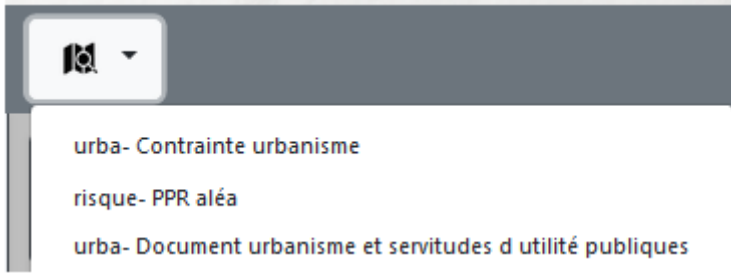 urba- Contrainte urbanisme
risque- PPR aléa
urba- Document urbanisme et servitudes d utilité publiques